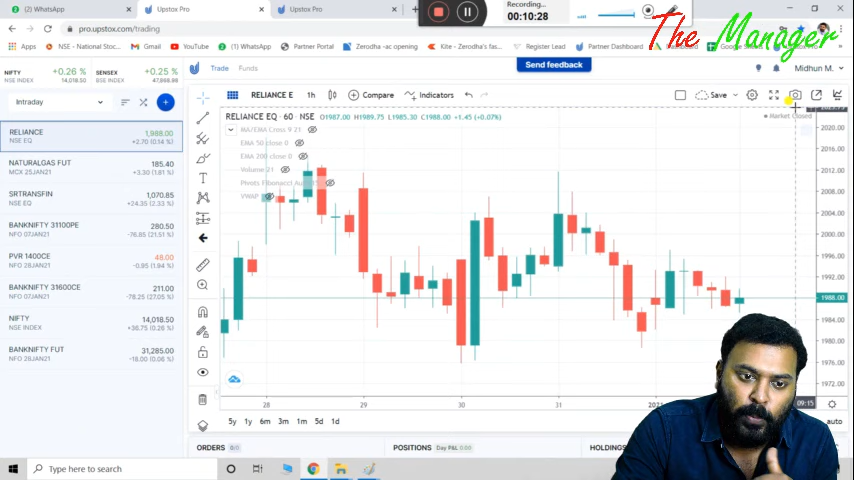 (2) WhatsApp
Upstox Pro
Upstox Pro
Recording...
00:10:28
The Manager
pro.upstox.com/trading
Apps
NSE - National Stoc...
Gmail
YouTube
(1) WhatsApp
Partner Portal
Zerodha -ac opening
Kite - Zerodha's fas...
Register Lead
Partner Dashboard
NIFTY
NSE INDEX
+0.26 %
14,018.50
SENSEX
BSE INDEX
+0.25 %
47,868.98
Trade
Funds
Send feedback
Midhun M.
Intraday
RELIANCE E
1h
Compare
Indicators
Save
RELIANCE
NSE EQ
1,988.00
+2.70 (0.14 %)
NATURALGAS FUT
MCX 25JAN21
185.40
+3.30 (1.81 %)
SRTRANSFIN
NSE EQ
1,070.85
+24.35 (2.33 %)
BANKNIFTY 31100PE
NFO 07JAN21
280.50
-76.85 (21.51 %)
PVR 1400CE
NFO 28JAN21
48.00
-0.95 (1.94 %)
BANKNIFTY 31600CE
NFO 07JAN21
211.00
-78.25 (27.05 %)
NIFTY
NSE INDEX
14,018.50
+36.75 (0.26 %)
BANKNIFTY FUT
NFO 28JAN21
31,285.00
-18.00 (0.06 %)
RELIANCE EQ · 60 · NSE O1987.00 H1989.75 L1985.30 C1988.00 +1.45 (+0.07%)
Market Closed
MA/EMA Cross 9 21
EMA 50 close 0
EMA 200 close 0
Volume 21
VWAP
2020.00
2016.00
2012.00
2008.00
2004.00
2000.00
1996.00
1992.00
1988.00
1984.00
1980.00
1976.00
1972.00
28
29
30
31
2021
09:15
5y
1y
6m
3m
1m
5d
1d
auto
ORDERS 0/0
POSITIONS Day P&L 0.00
HOLDINGS
Type here to search